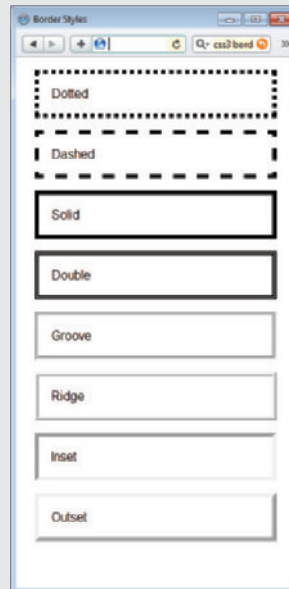 Border Styles
css3 bord
Dotted
Dashed
Solid
Double
Groove
Ridge
Inset
Outset